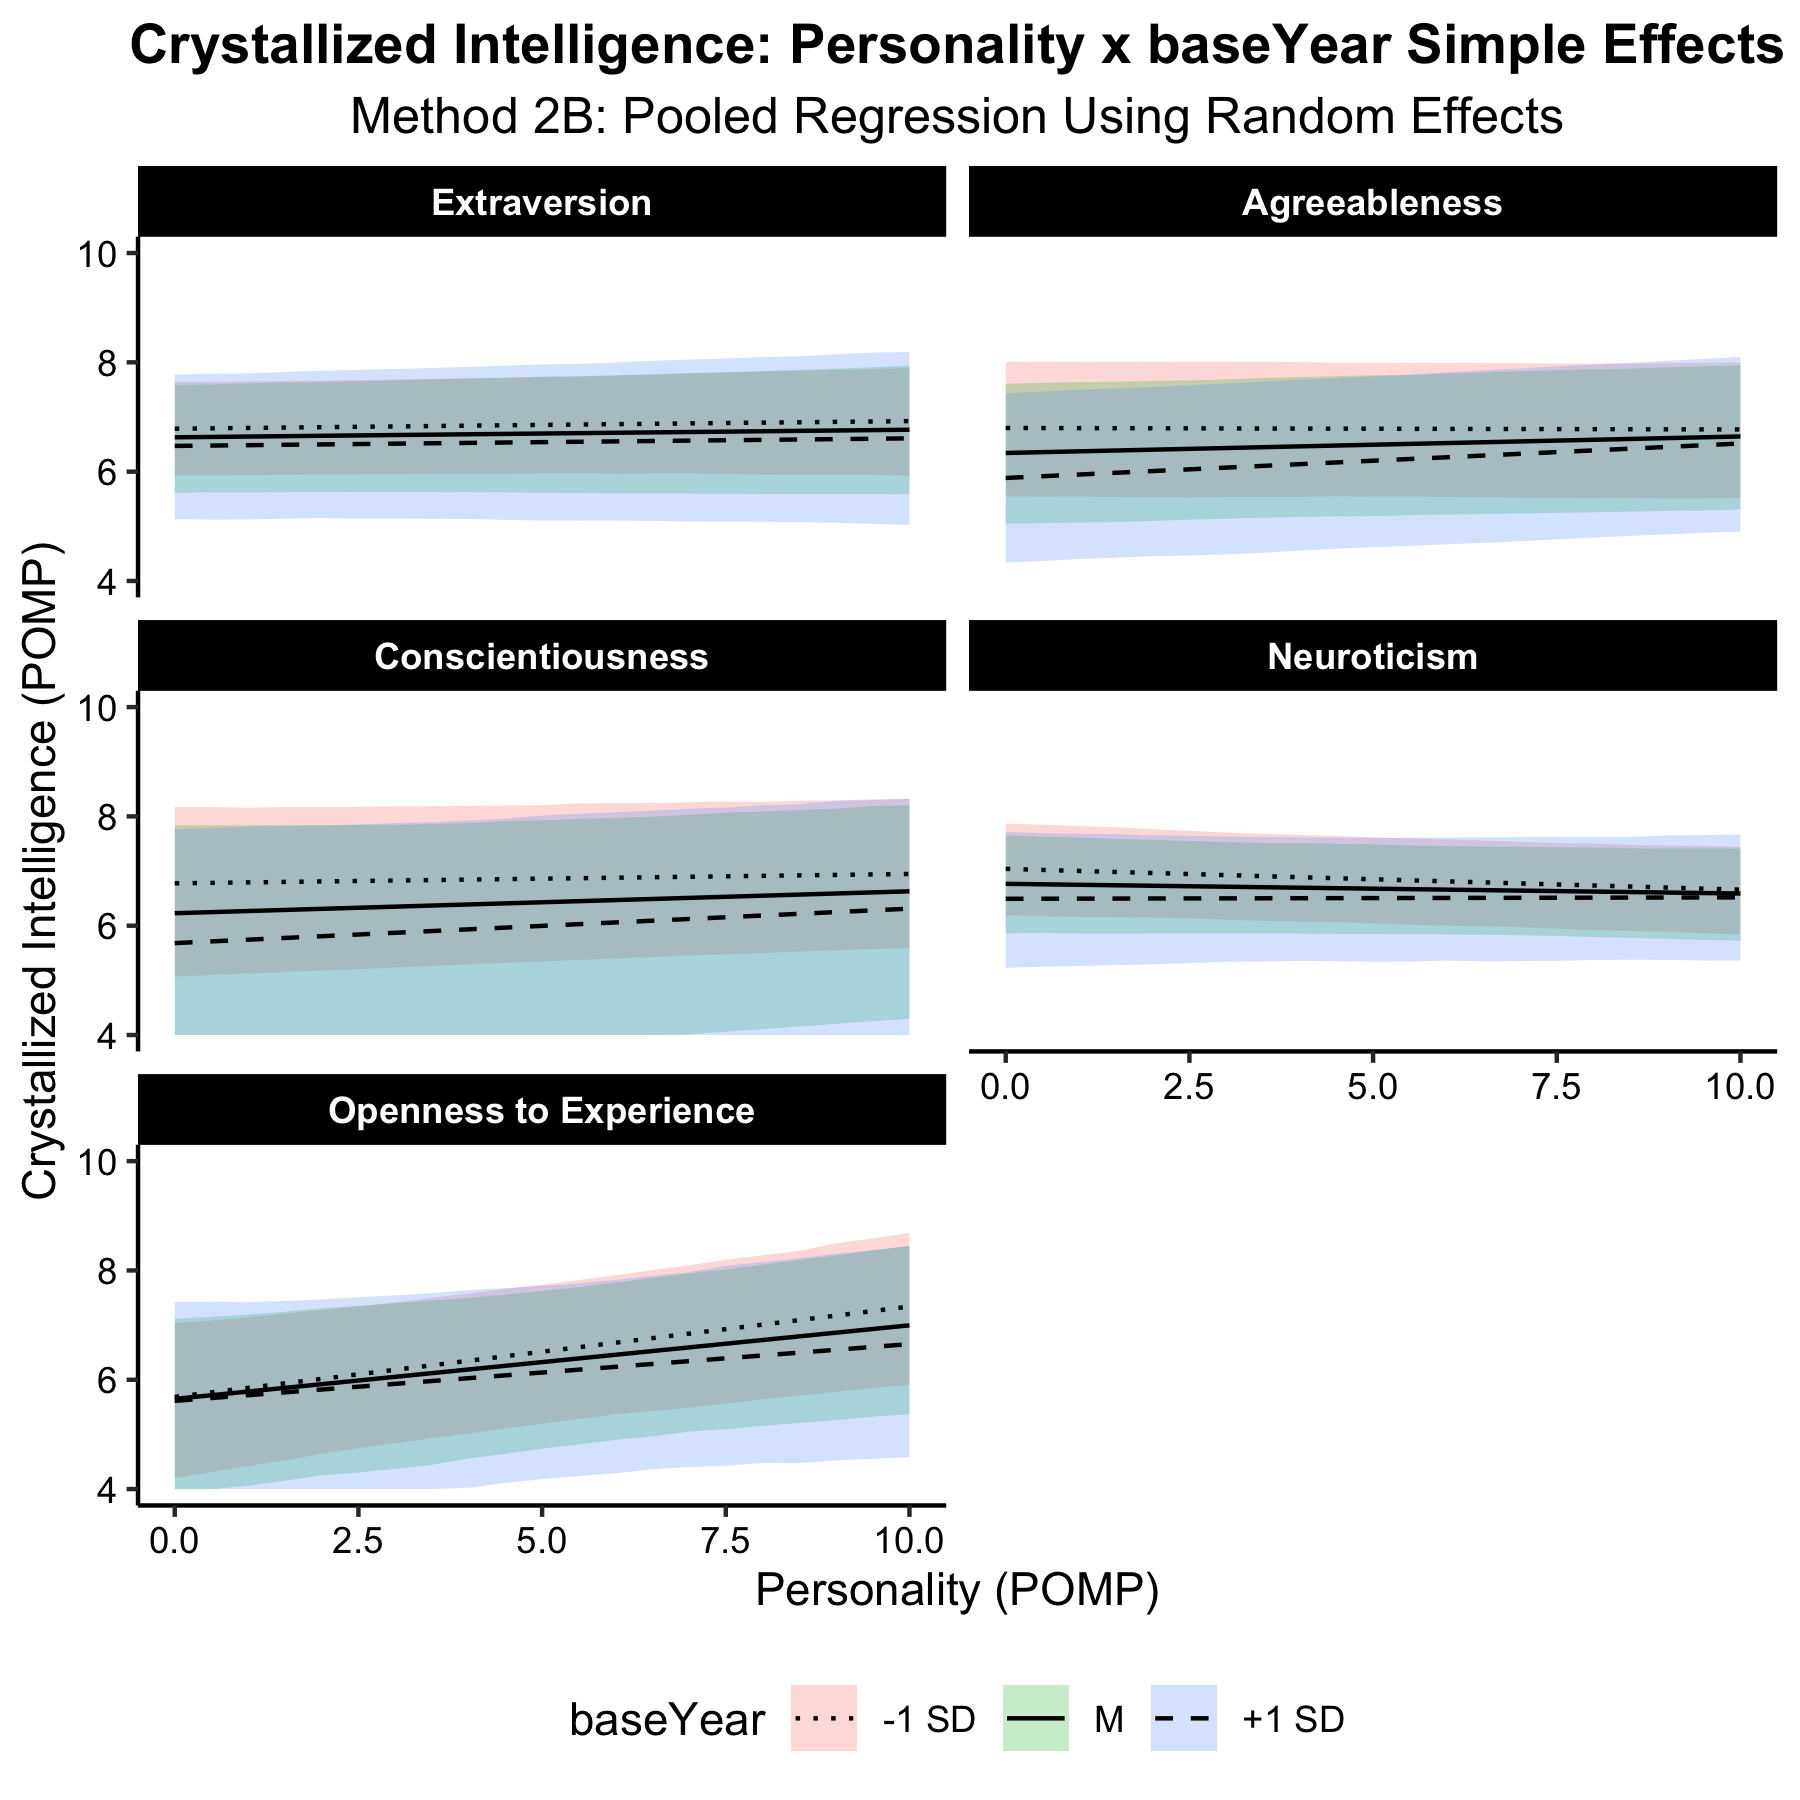 Crystallized Intelligence: Personality x baseYear Simple Effects
Method 2B: Pooled Regression Using Random Effects
Extraversion
Agreeableness
10
8
6
4
Conscientiousness
Neuroticism
10
8
6
4
0.0 2.5 5.0 7.5 10.0
Openness to Experience
10
8
6
4
0.0 2.5 5.0 7.5 10.0
Crystallized Intelligence (POMP)
Personality (POMP)
baseYear -1 SD M +1 SD